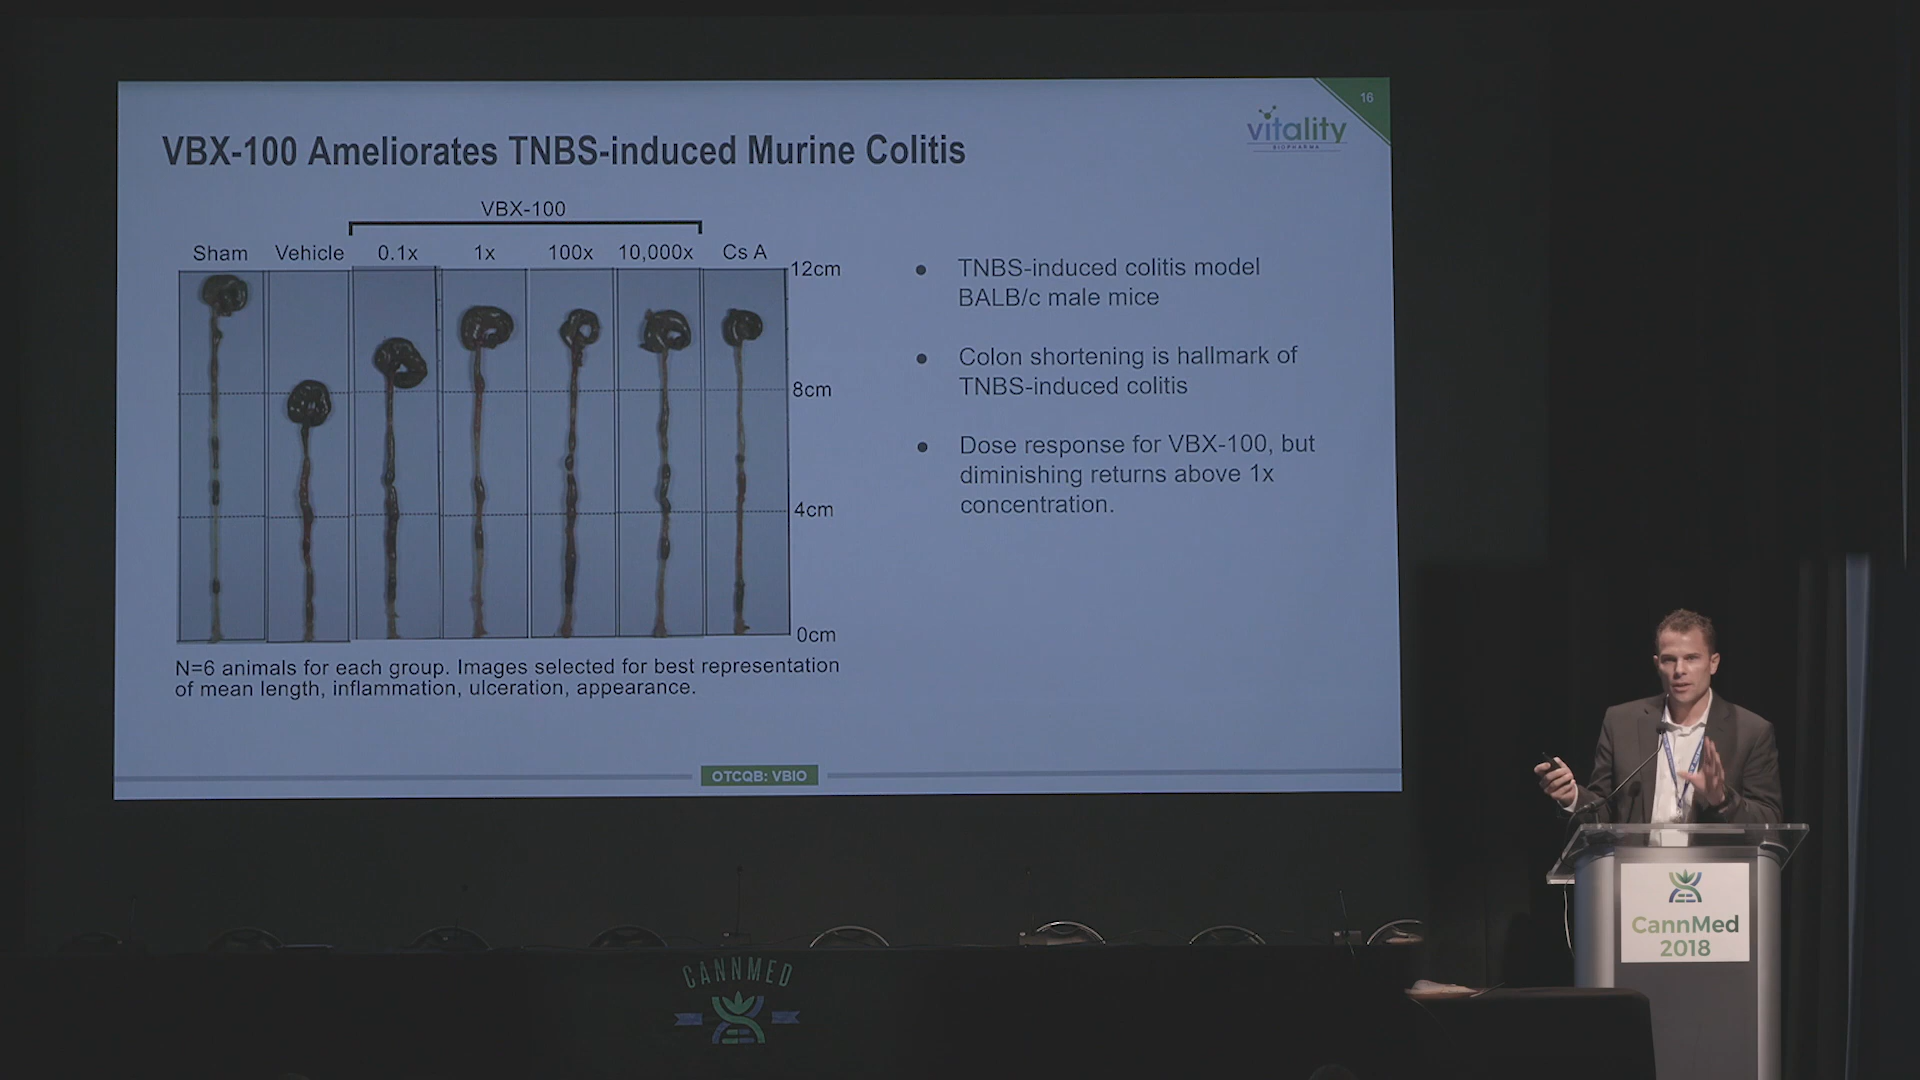 16
vitality
BIOPHARMA
VBX-100 Ameliorates TNBS-induced Murine Colitis
VBX-100
Sham Vehicle 0.1x 1x 100x 10,000x Cs A
12cm
8cm
4cm
0cm
N=6 animals for each group. Images selected for best representation
of mean length, inflammation, ulceration, appearance.
● TNBS-induced colitis model
BALB/c male mice
● Colon shortening is hallmark of
TNBS-induced colitis
● Dose response for VBX-100, but
diminishing returns above 1x
concentration.
OTCQB: VBIO
CannMed
2018
CANNMED